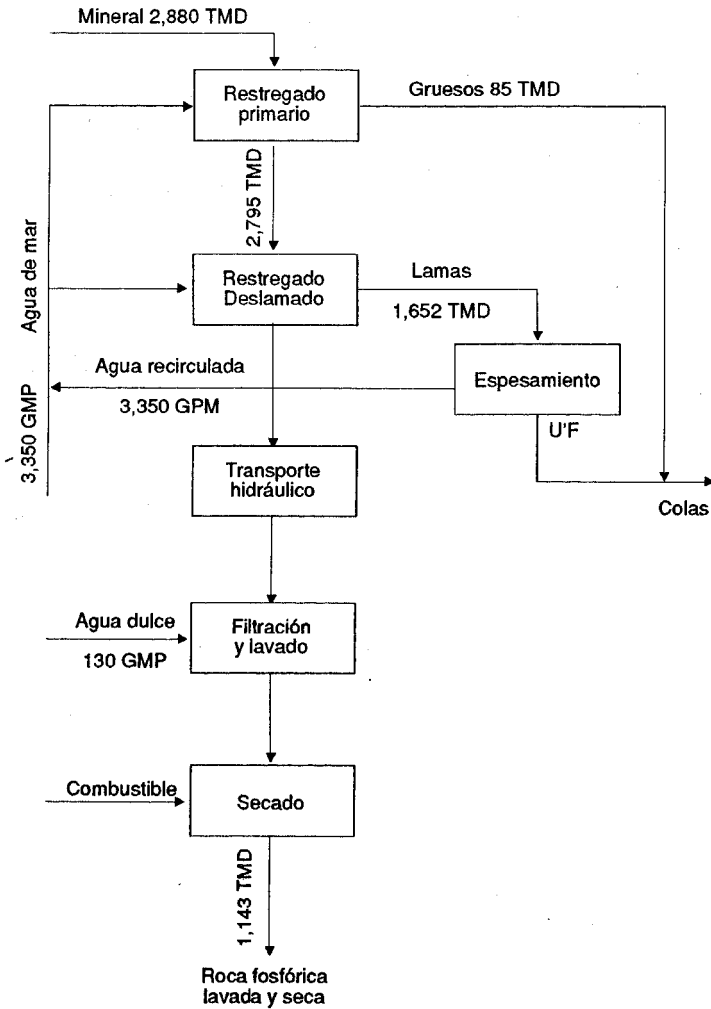 Mineral 2,880 TMD
Restregado
primario
Gruesos 85 TMD
2,795 TMD
Agua de mar
3,350 GMP
Restregado
Deslamado
Lamas
1,652 TMD
Agua recirculada
3,350 GPM
Espesamiento
U'F
Transporte
hidráulico
Colas
Agua dulce
130 GMP
Filtración
y lavado
Combustible
Secado
1,143 TMD
Roca fosfórica
lavada y seca